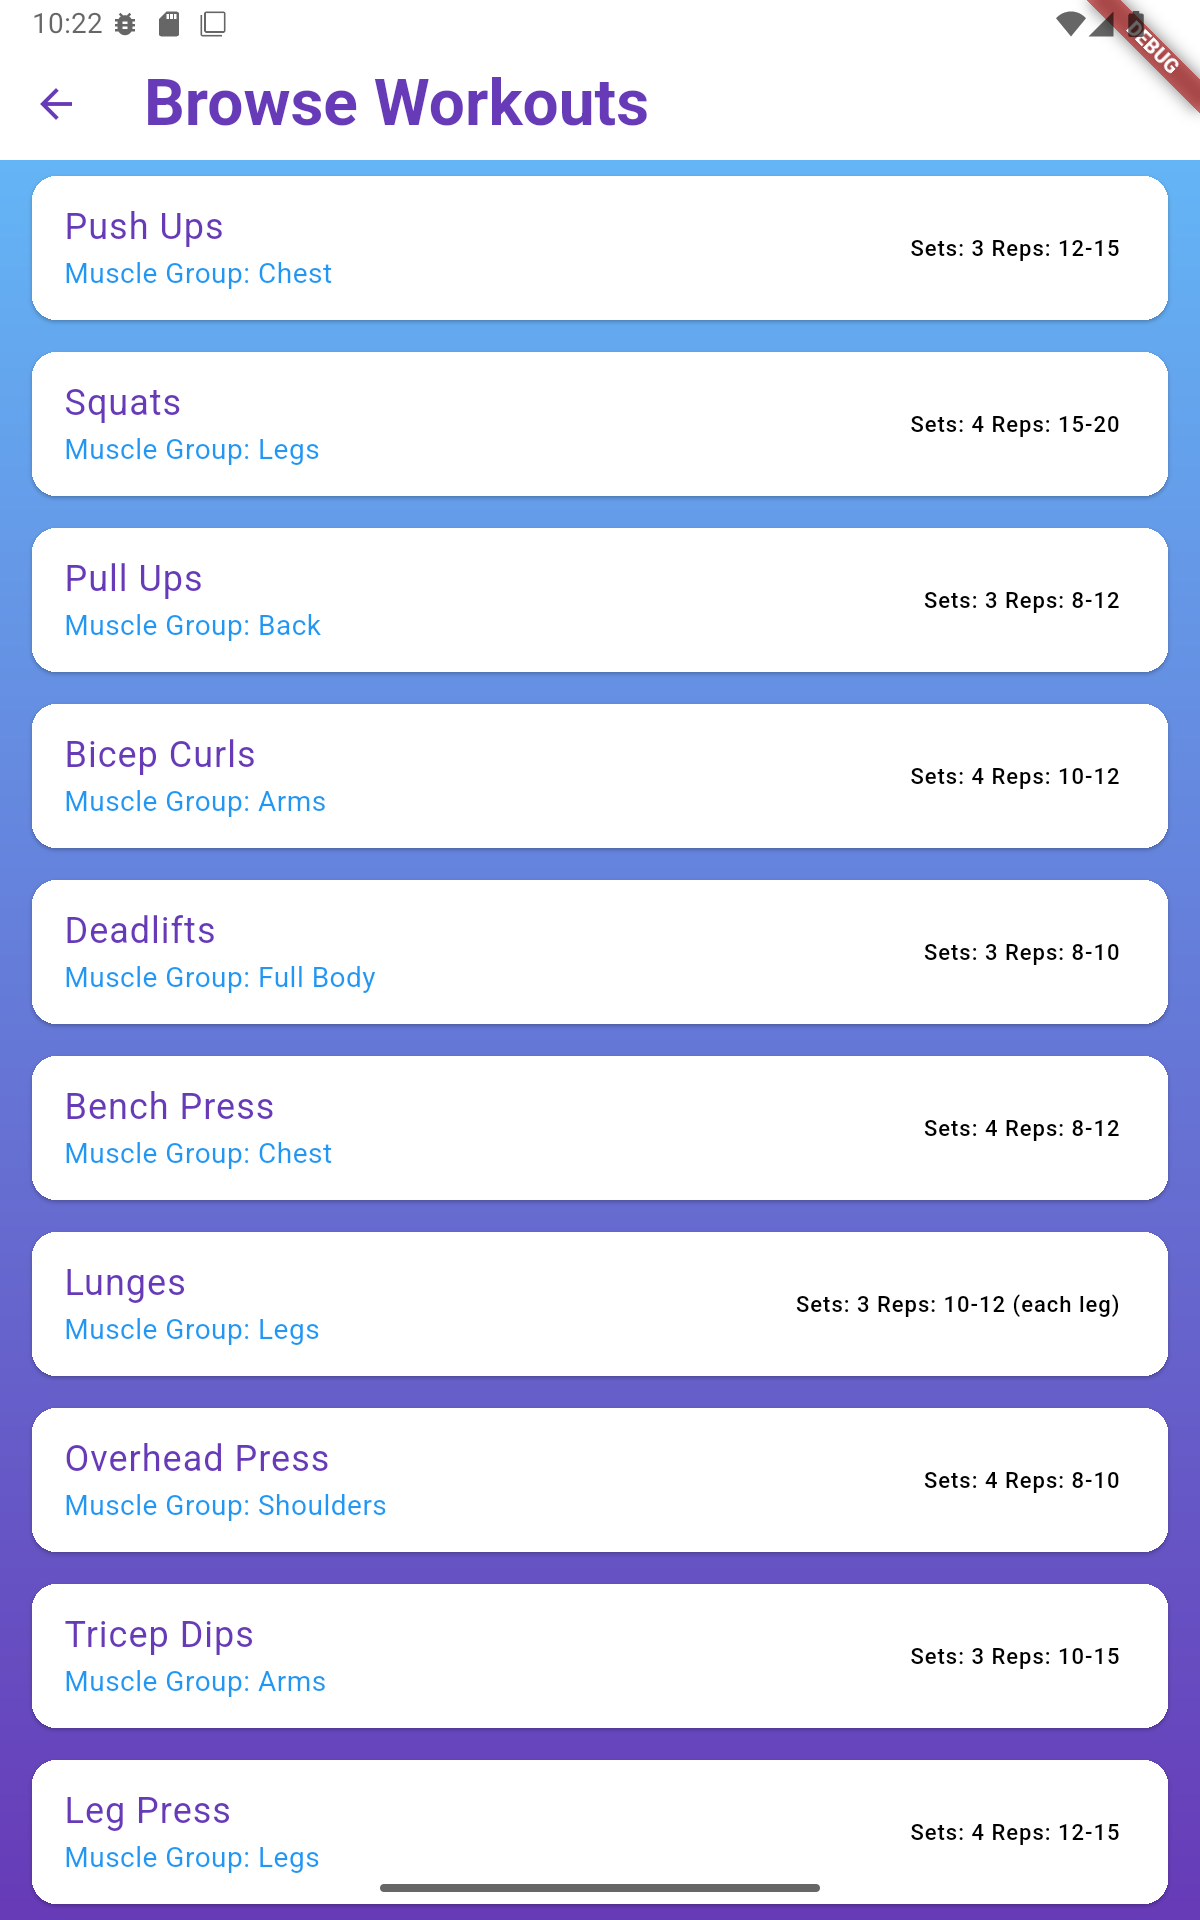 10:22
DEBUG
Browse Workouts
Push Ups
Muscle Group: Chest
Sets: 3 Reps: 12-15
Squats
Muscle Group: Legs
Sets: 4 Reps: 15-20
Pull Ups
Muscle Group: Back
Sets: 3 Reps: 8-12
Bicep Curls
Muscle Group: Arms
Sets: 4 Reps: 10-12
Deadlifts
Muscle Group: Full Body
Sets: 3 Reps: 8-10
Bench Press
Muscle Group: Chest
Sets: 4 Reps: 8-12
Lunges
Muscle Group: Legs
Sets: 3 Reps: 10-12 (each leg)
Overhead Press
Muscle Group: Shoulders
Sets: 4 Reps: 8-10
Tricep Dips
Muscle Group: Arms
Sets: 3 Reps: 10-15
Leg Press
Muscle Group: Legs
Sets: 4 Reps: 12-15